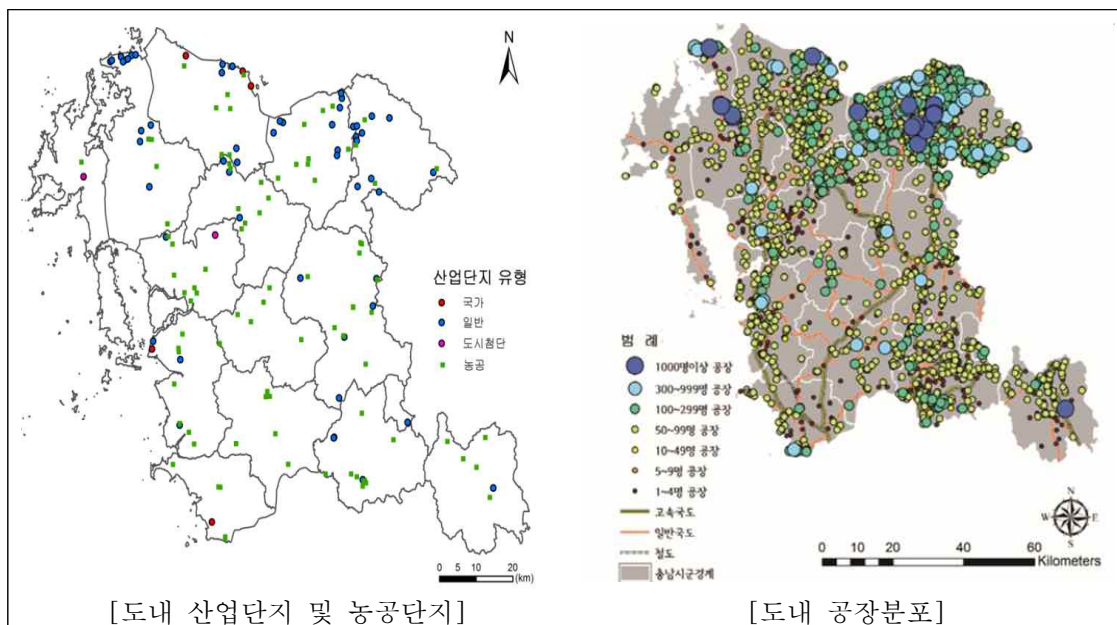 N
산업단지 유형
국가
일반
도시첨단
농공
0 5 10 20
(km)
[도내 산업단지 및 농공단지]
범 례
1000명이상 공장
300~999명 공장
100~299명 공장
50~99명 공장
10~49명 공장
5~9명 공장
1~4명 공장
고속국도
일반국도
철도
충남시군경계
N
W E
S
0 10 20 40 60
Kilometers
[도내 공장분포]